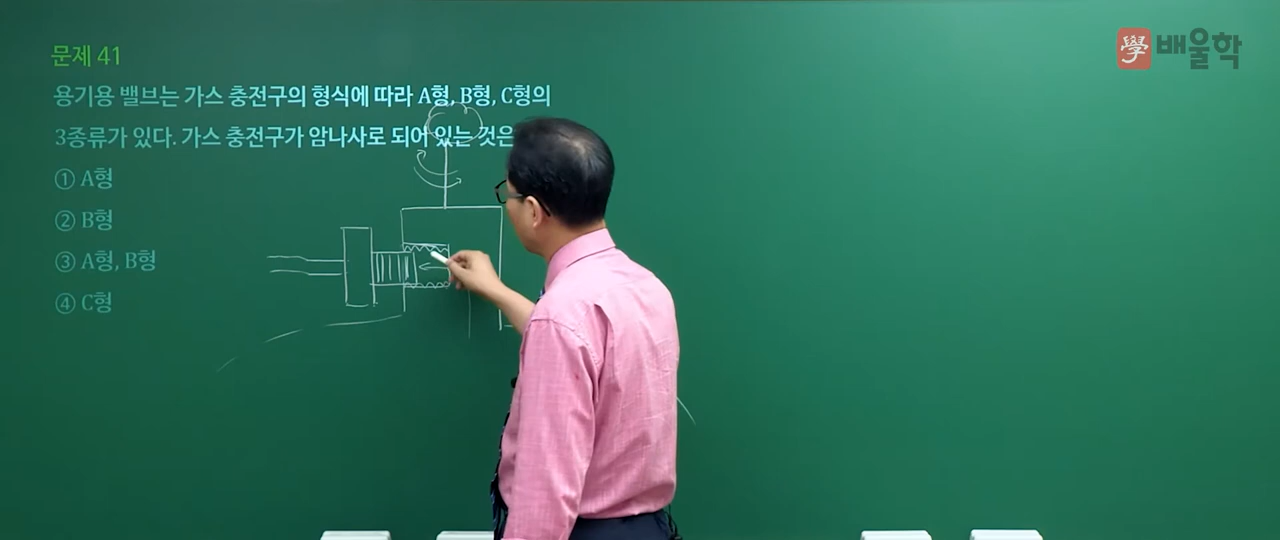 學 배울학
문제 41
용기용 밸브는 가스 충전구의 형식에 따라 A형, B형, C형의
3종류가 있다. 가스 충전구가 암나사로 되어 있는 것은
① A형
② B형
③ A형, B형
④ C형